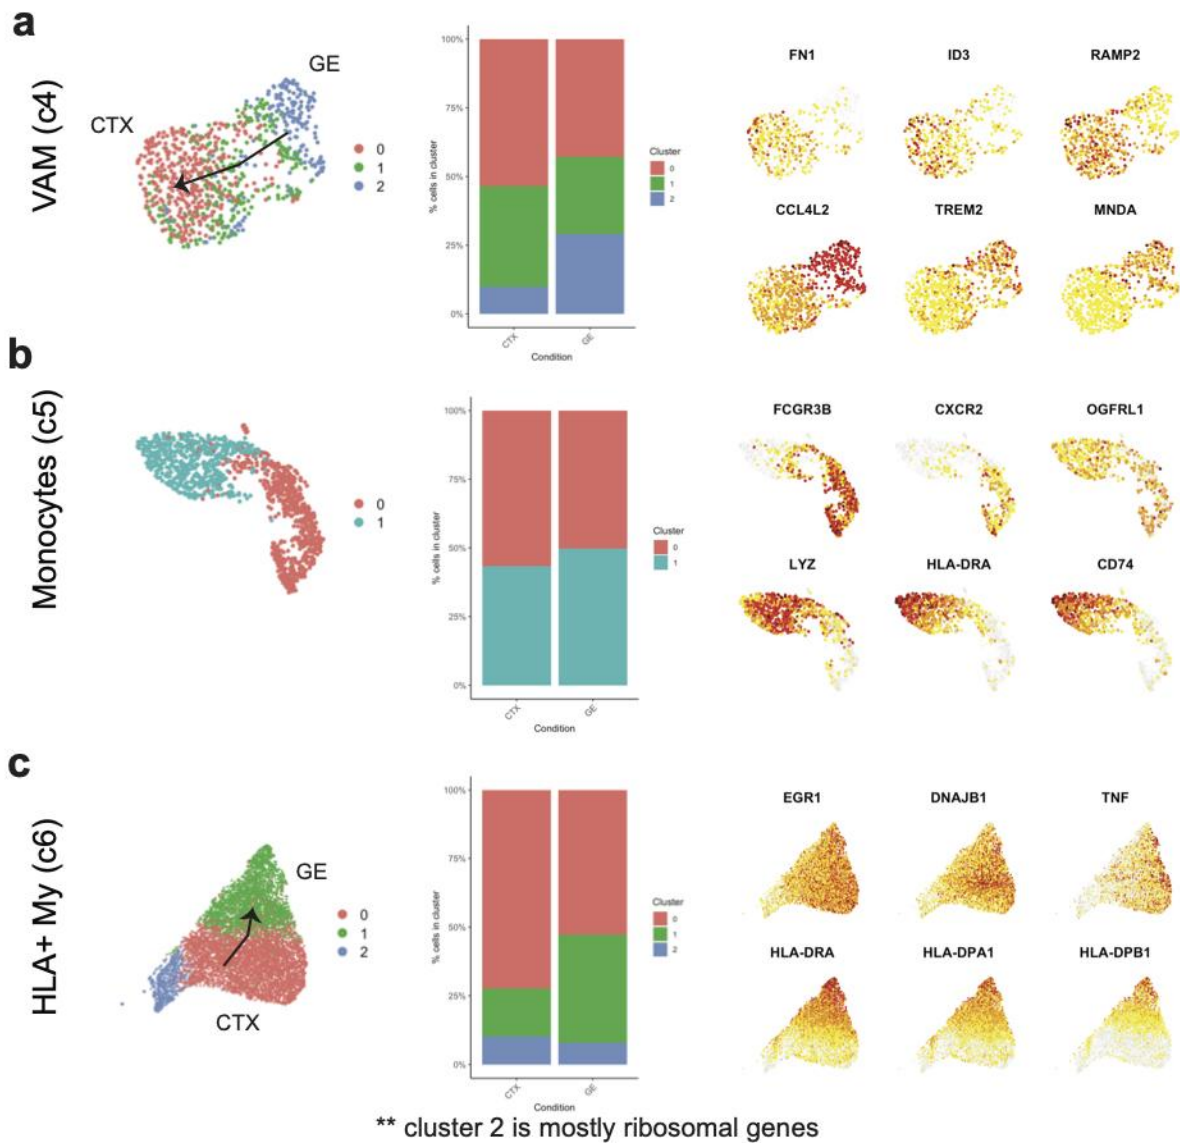 a
VAM (c4)
CTX
GE
0
1
2
100%
75%
50%
25%
0%
% cells in cluster
CTX
GE
Condition
Cluster
0
1
2
FN1 ID3 RAMP2
CCL4L2 TREM2 MNDA
b
Monocytes (c5)
0
1
100%
75%
50%
25%
0%
% cells in cluster
CTX
GE
Condition
Cluster
0
1
FCGR3B CXCR2 OGFRL1
LYZ HLA-DRA CD74
c
HLA+ My (c6)
GE
CTX
0
1
2
100%
75%
50%
25%
0%
% cells in cluster
CTX
GE
Condition
Cluster
0
1
2
EGR1 DNAJB1 TNF
HLA-DRA HLA-DPA1 HLA-DPB1
** cluster 2 is mostly ribosomal genes